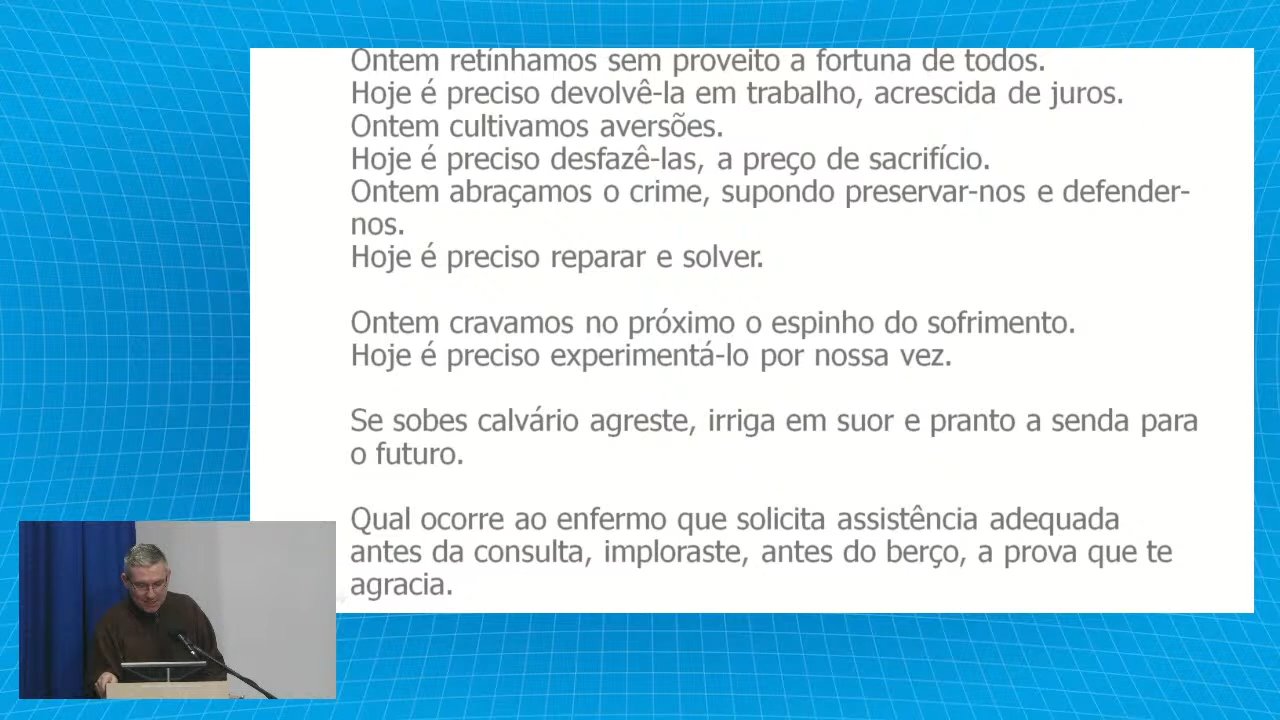 Ontem retínhamos sem proveito a fortuna de todos.
Hoje é preciso devolvê-la em trabalho, acrescida de juros.
Ontem cultivamos aversões.
Hoje é preciso desfazê-las, a preço de sacrifício.
Ontem abraçamos o crime, supondo preservar-nos e defender-
nos.
Hoje é preciso reparar e solver.
Ontem cravamos no próximo o espinho do sofrimento.
Hoje é preciso experimentá-lo por nossa vez.
Se sobes calvário agreste, irriga em suor e pranto a senda para
o futuro.
Qual ocorre ao enfermo que solicita assistência adequada
antes da consulta, imploraste, antes do berço, a prova que te
agracia.